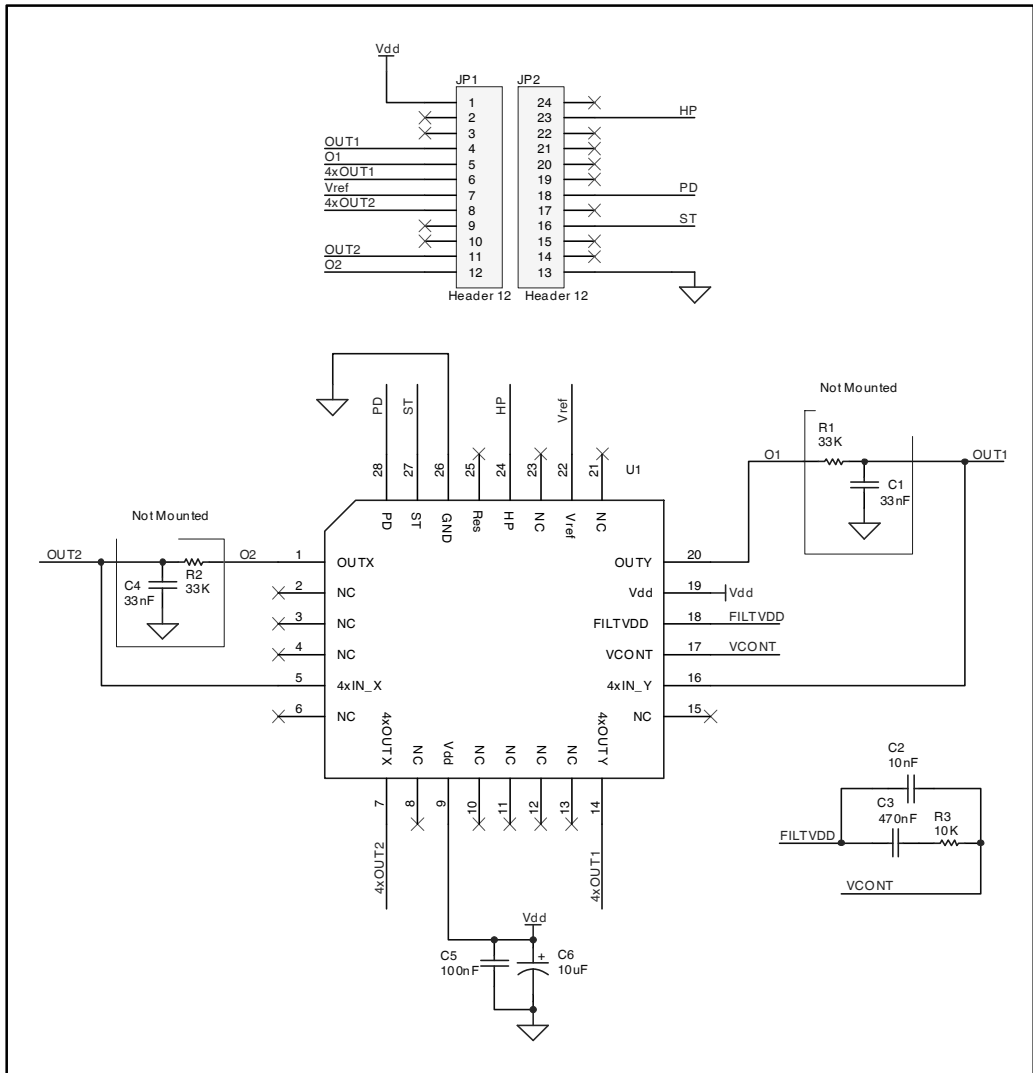 Vdd
JP1 JP2
1 24
2 23 HP
3 22
OUT1 4 21
O1 5 20
4xOUT1 6 19
Vref 7 18 PD
4xOUT2 8 17
9 16 ST
10 15
OUT2 11 14
O2 12 13
Header 12 Header 12
Not Mounted
R1
33K
O1
OUT1
C1
33nF
PD ST HP Vref
28 27 26 25 24 23 22 21
U1
PD ST GND Res HP NC Vref NC
Not Mounted
OUT2
O2
R2
33K
C4
33nF
1 OUTX OUTY 20
2 NC Vdd 19 Vdd
3 NC FILTVDD 18 FILTVDD
4 NC VCONT 17 VCONT
5 4xIN_X 4xIN_Y 16
6 NC NC 15
4xOUTX NC Vdd NC NC NC NC 4xOUTY
7 8 9 10 11 12 13 14
4xOUT2 4xOUT1
C2
10nF
C3
470nF
R3
10K
FILTVDD
VCONT
Vdd
C5
100nF
+
C6
10uF